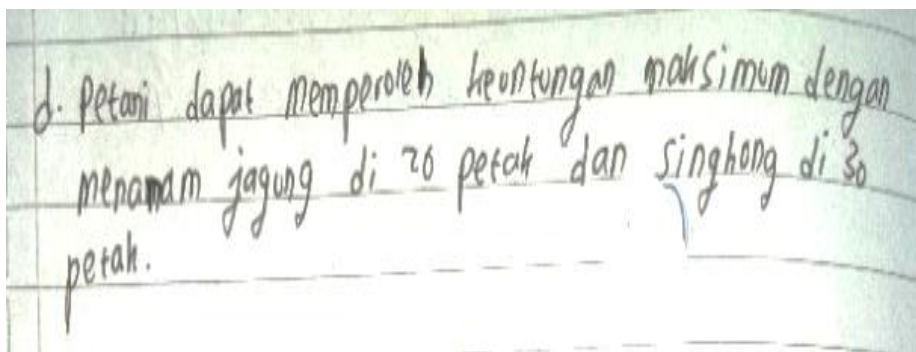 d. Petani dapat memperoleh keuntungan maksimum dengan
menanam jagung di 20 petak dan singkong di 30
petak.